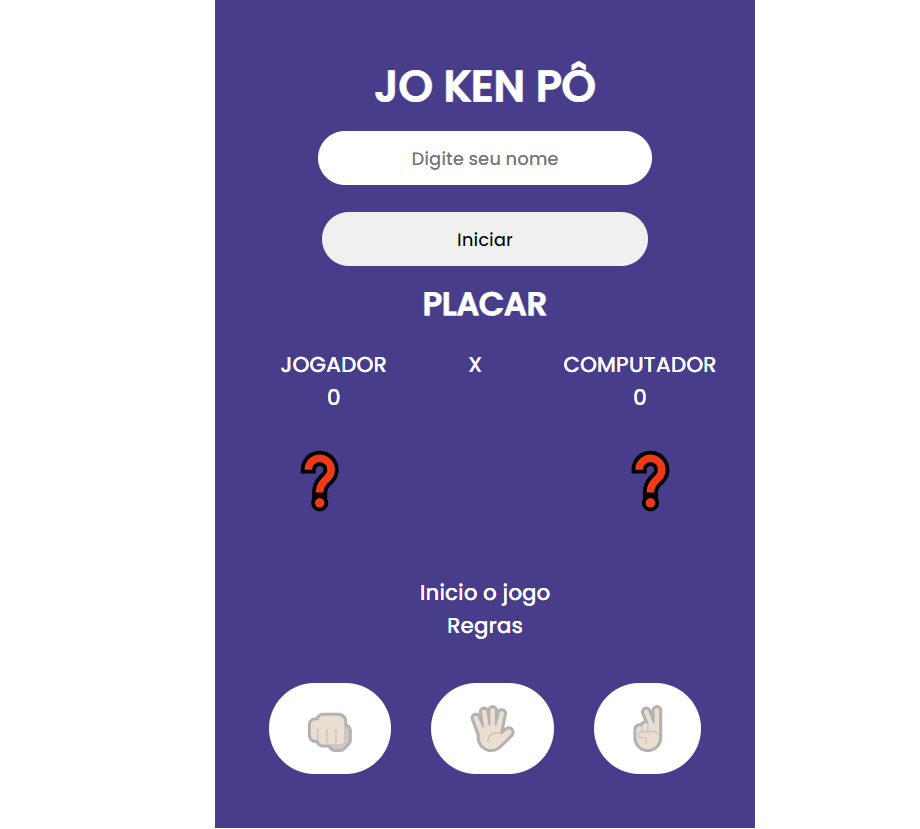 JO KEN PÔ
Digite seu nome
Iniciar
PLACAR
JOGADOR X COMPUTADOR
0 0
? ?
Inicio o jogo
Regras